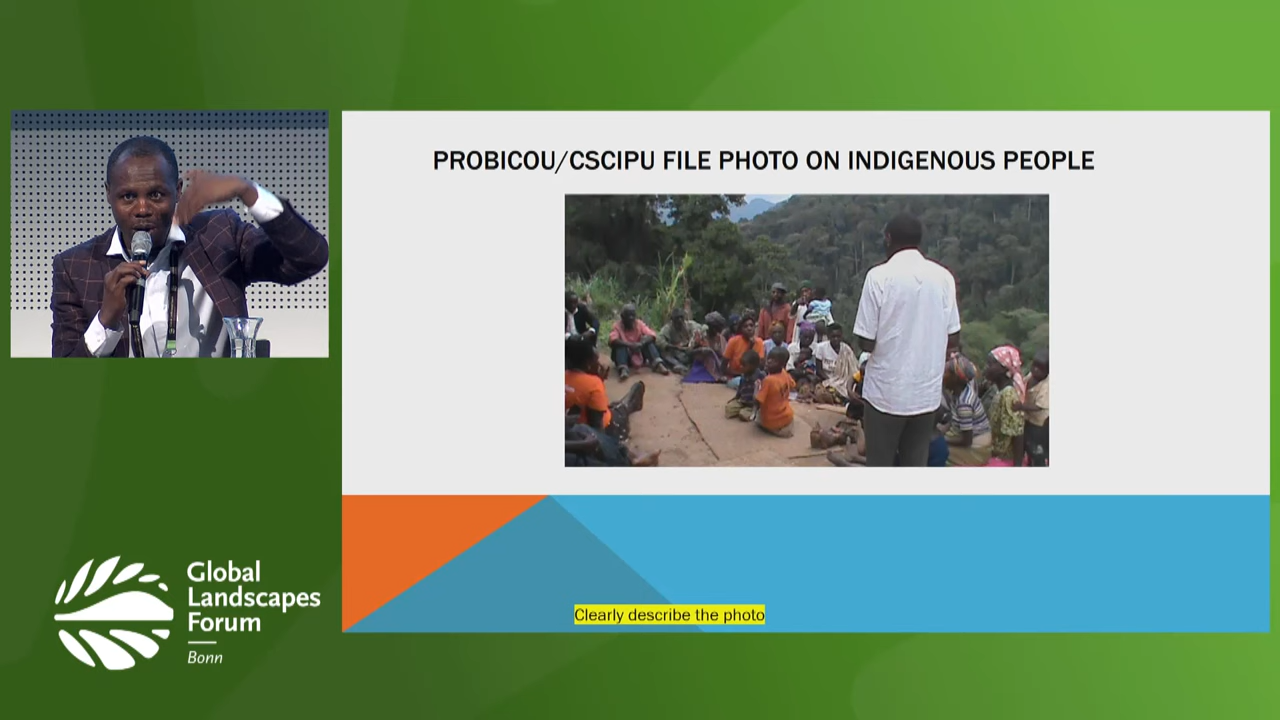 PROBICOU/CSCIPU FILE PHOTO ON INDIGENOUS PEOPLE
Clearly describe the photo
Global
Landscapes
Forum
Bonn